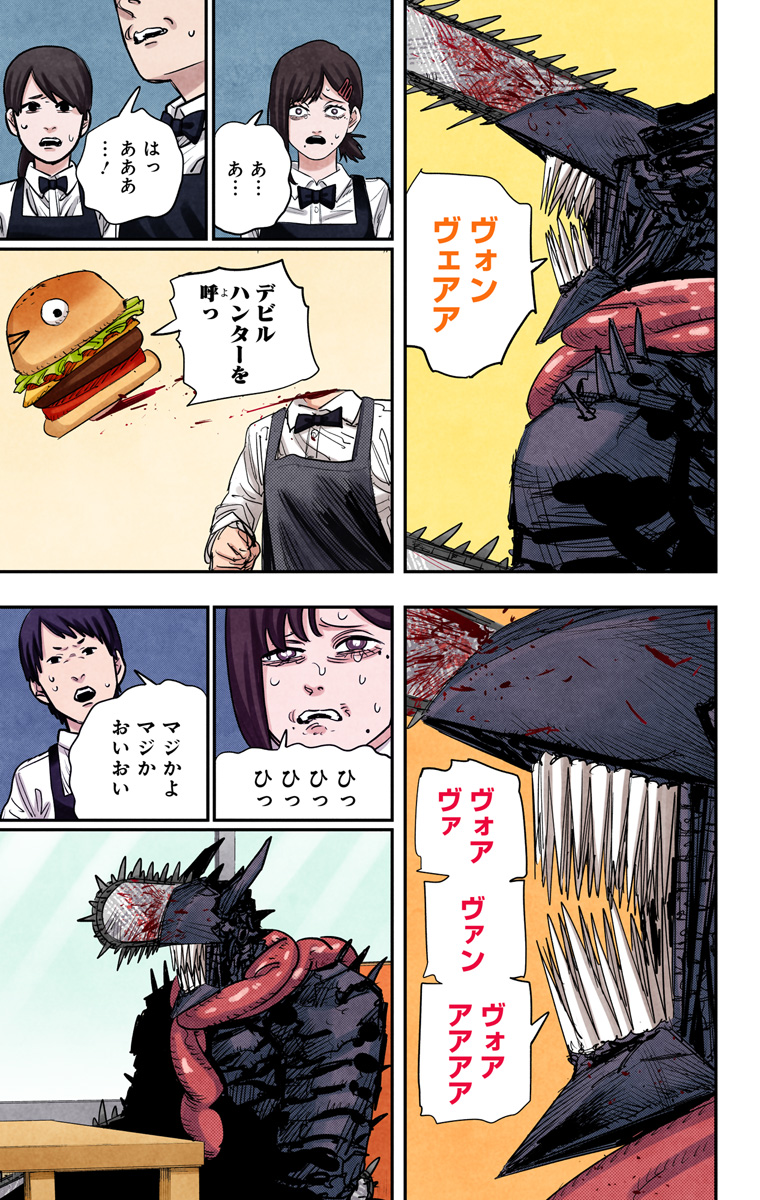 ヴォン
ヴェアア
あ…
あ…
はっ
あああ
…！
デビル
ハンターを
呼っ
よ
ヴォア
ヴァ
ヴァン
ヴォア
アアアア
ひっ
ひっ
ひっ
ひっ
マジかよ
マジか
おいおい